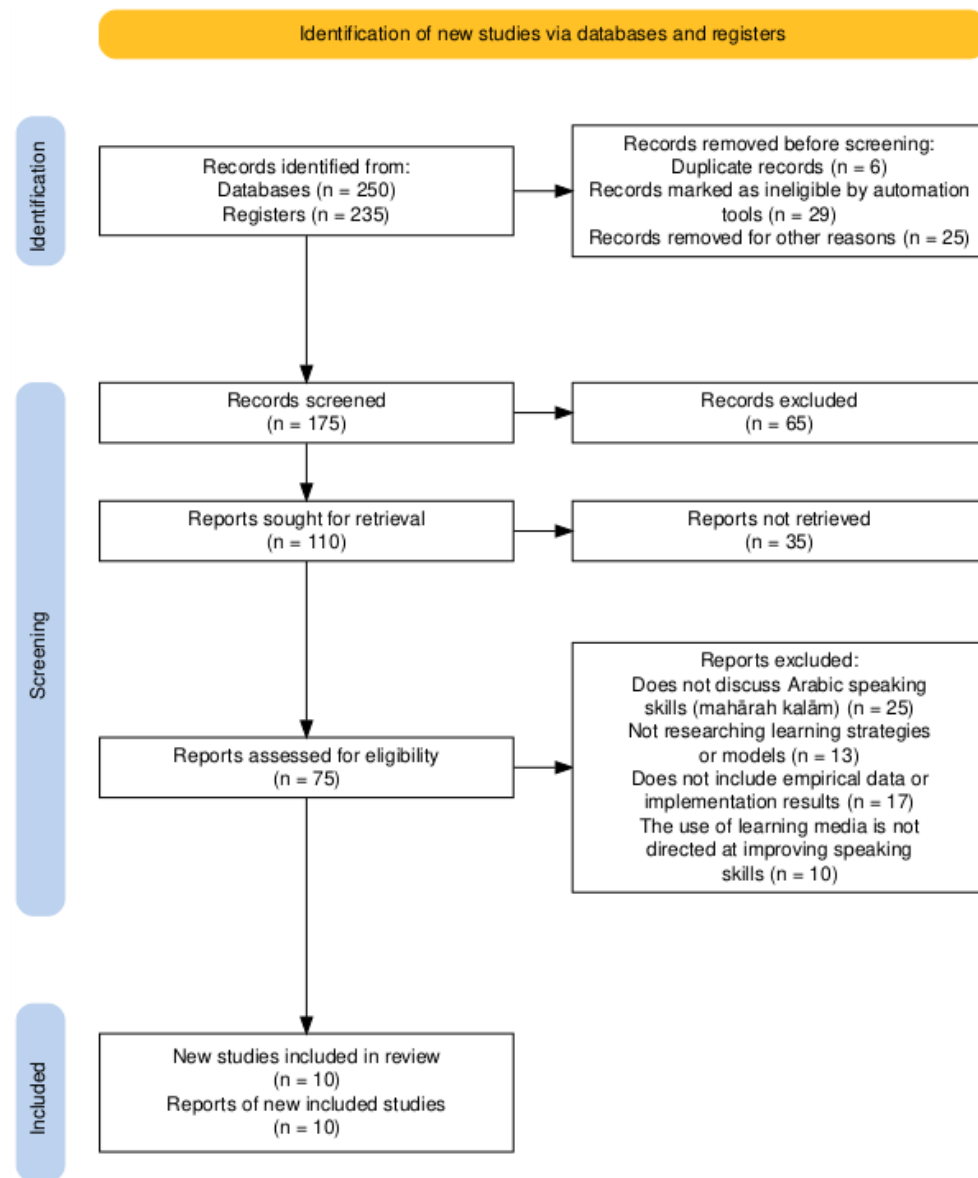 Identification of new studies via databases and registers
Identification
Records identified from:
Databases (n = 250)
Registers (n = 235)
Records removed before screening:
Duplicate records (n = 6)
Records marked as ineligible by automation
tools (n = 29)
Records removed for other reasons (n = 25)
Screening
Records screened
(n = 175)
Records excluded
(n = 65)
Reports sought for retrieval
(n = 110)
Reports not retrieved
(n = 35)
Reports assessed for eligibility
(n = 75)
Reports excluded:
Does not discuss Arabic speaking
skills (mahārah kalām) (n = 25)
Not researching learning strategies
or models (n = 13)
Does not include empirical data or
implementation results (n = 17)
The use of learning media is not
directed at improving speaking
skills (n = 10)
Included
New studies included in review
(n = 10)
Reports of new included studies
(n = 10)